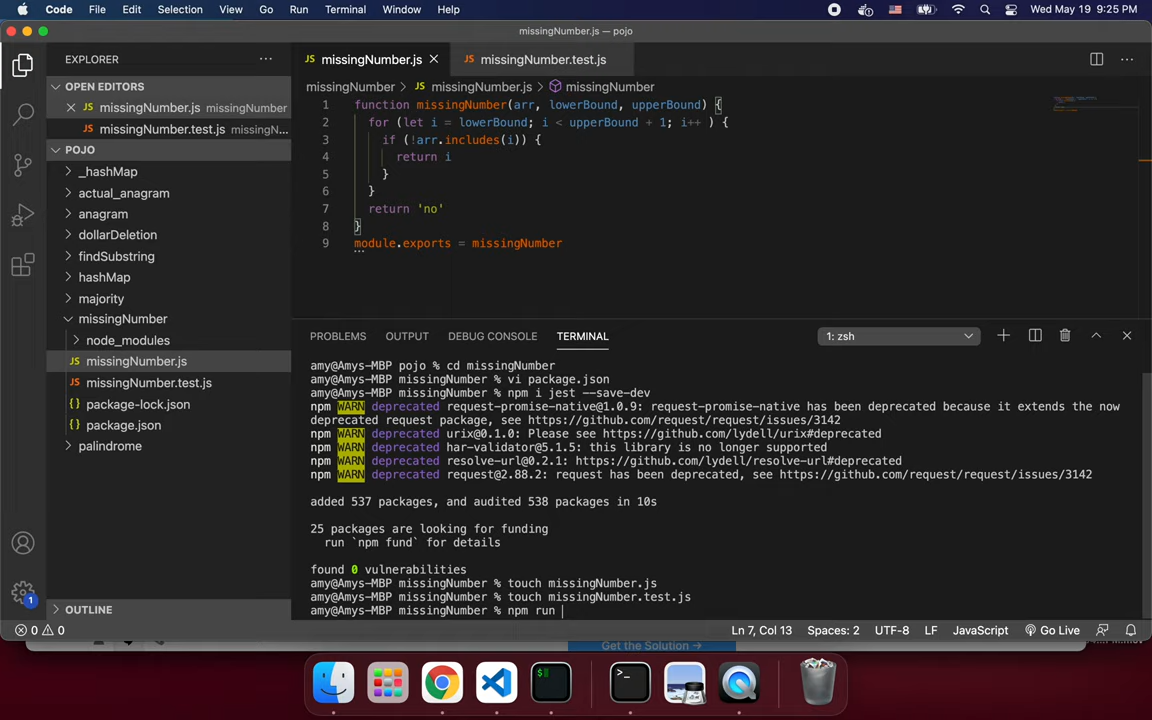 Code File Edit Selection View Go Run Terminal Window Help Wed May 19 9:25 PM
missingNumber.js — pojo
EXPLORER
OPEN EDITORS
JS missingNumber.js missingNumber
JS missingNumber.test.js missingN...
POJO
_hashMap
actual_anagram
anagram
dollarDeletion
findSubstring
hashMap
majority
missingNumber
node_modules
JS missingNumber.js
JS missingNumber.test.js
{} package-lock.json
{} package.json
palindrome
OUTLINE
JS missingNumber.js
JS missingNumber.test.js
missingNumber > JS missingNumber.js > missingNumber
1 function missingNumber(arr, lowerBound, upperBound) {
2 for (let i = lowerBound; i < upperBound + 1; i++ ) {
3 if (!arr.includes(i)) {
4 return i
5 }
6 }
7 return 'no'
8 }
9 module.exports = missingNumber
PROBLEMS OUTPUT DEBUG CONSOLE TERMINAL 1: zsh
amy@Amys-MBP pojo % cd missingNumber
amy@Amys-MBP missingNumber % vi package.json
amy@Amys-MBP missingNumber % npm i jest --save-dev
npm WARN deprecated request-promise-native@1.0.9: request-promise-native has been deprecated because it extends the now
deprecated request package, see https://github.com/request/request/issues/3142
npm WARN deprecated urix@0.1.0: Please see https://github.com/lydell/urix#deprecated
npm WARN deprecated har-validator@5.1.5: this library is no longer supported
npm WARN deprecated resolve-url@0.2.1: https://github.com/lydell/resolve-url#deprecated
npm WARN deprecated request@2.88.2: request has been deprecated, see https://github.com/request/request/issues/3142
added 537 packages, and audited 538 packages in 10s
25 packages are looking for funding
run `npm fund` for details
found 0 vulnerabilities
amy@Amys-MBP missingNumber % touch missingNumber.js
amy@Amys-MBP missingNumber % touch missingNumber.test.js
amy@Amys-MBP missingNumber % npm run
1
0 0 Ln 7, Col 13 Spaces: 2 UTF-8 LF JavaScript Go Live
Get the Solution →